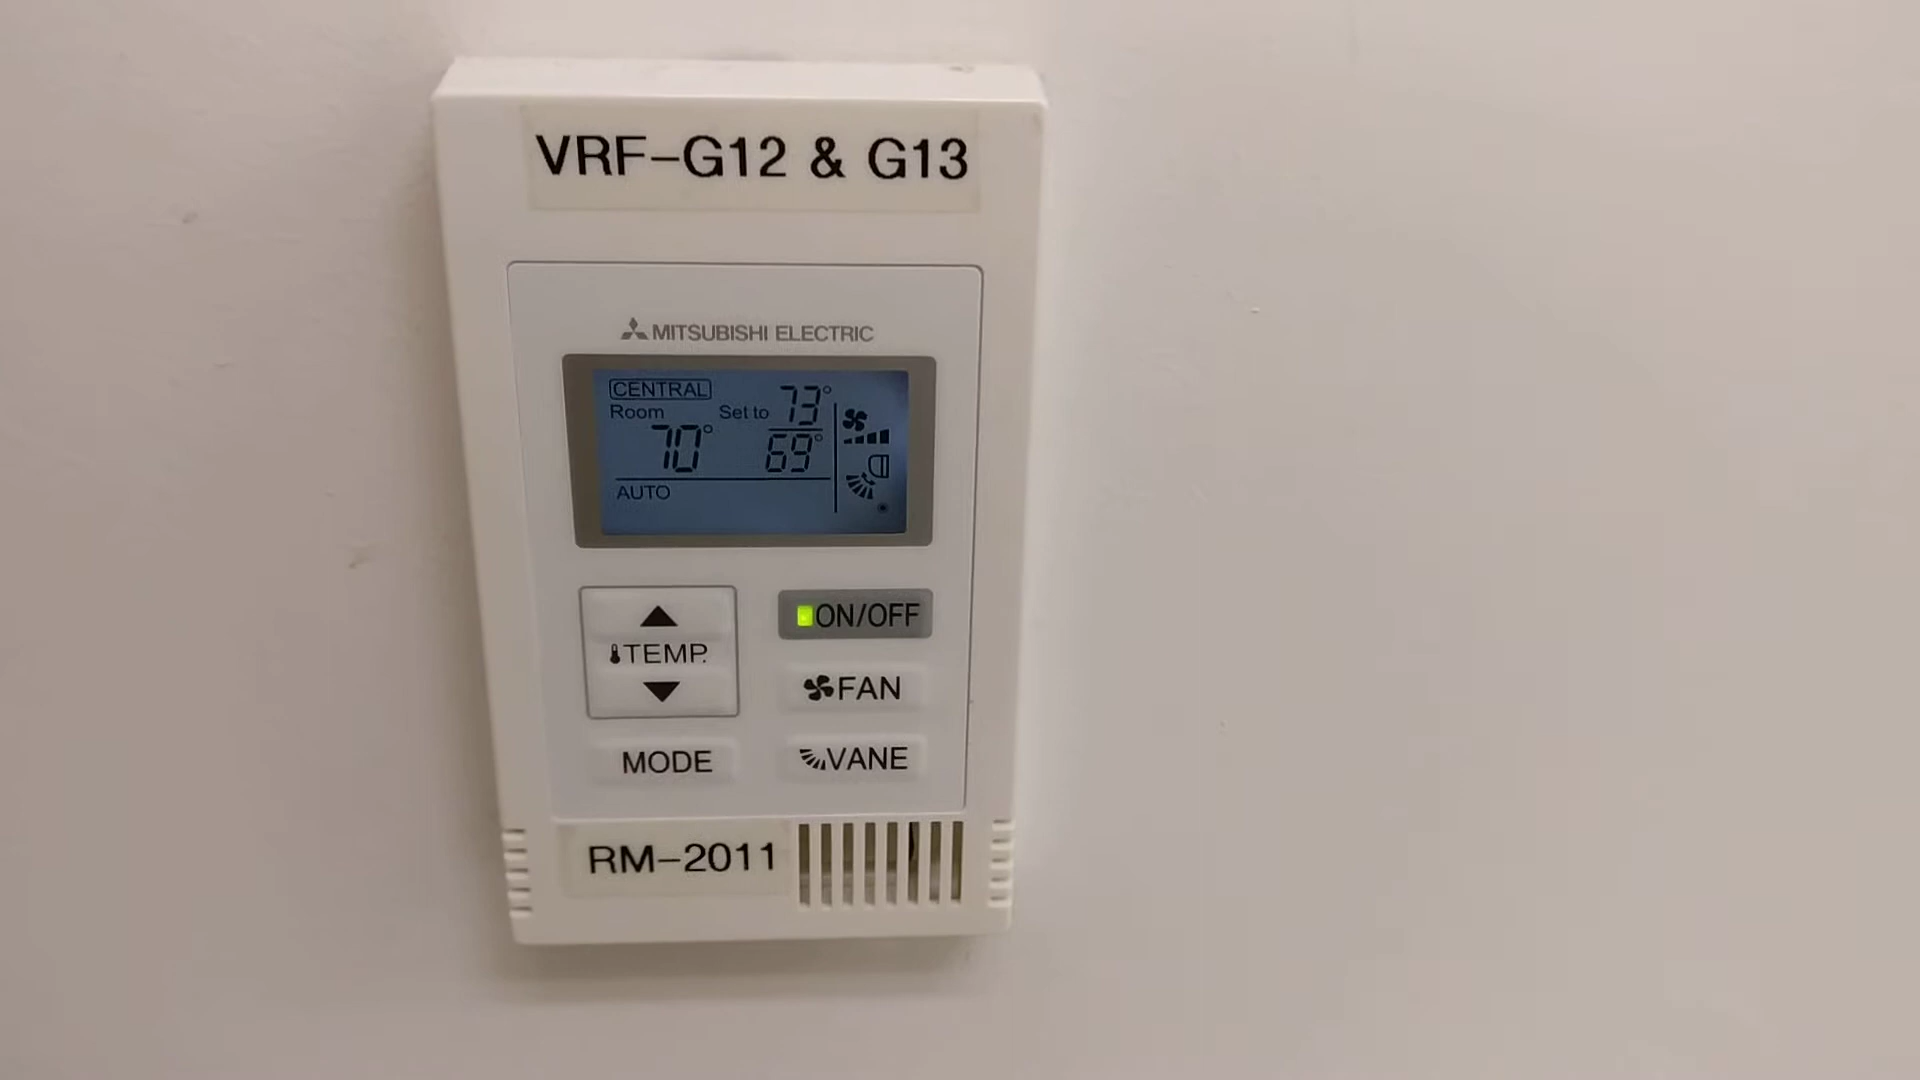 VRF-G12 & G13
MITSUBISHI ELECTRIC
CENTRAL
Room
Set to
73°
70°
69°
AUTO
TEMP.
ON/OFF
FAN
MODE
VANE
RM-2011